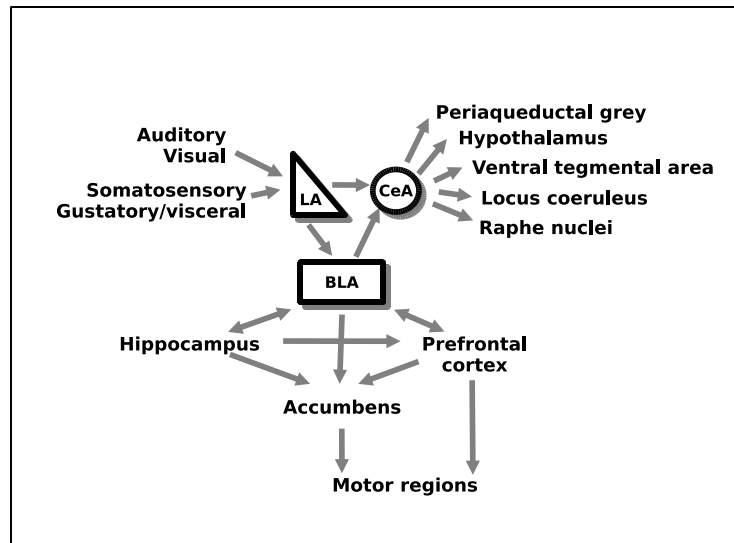 Periaqueductal grey
Hypothalamus
Auditory
Visual
Ventral tegmental area
Somatosensory
Gustatory/visceral
LA
CeA
Locus coeruleus
Raphe nuclei
BLA
Hippocampus
Prefrontal
cortex
Accumbens
Motor regions